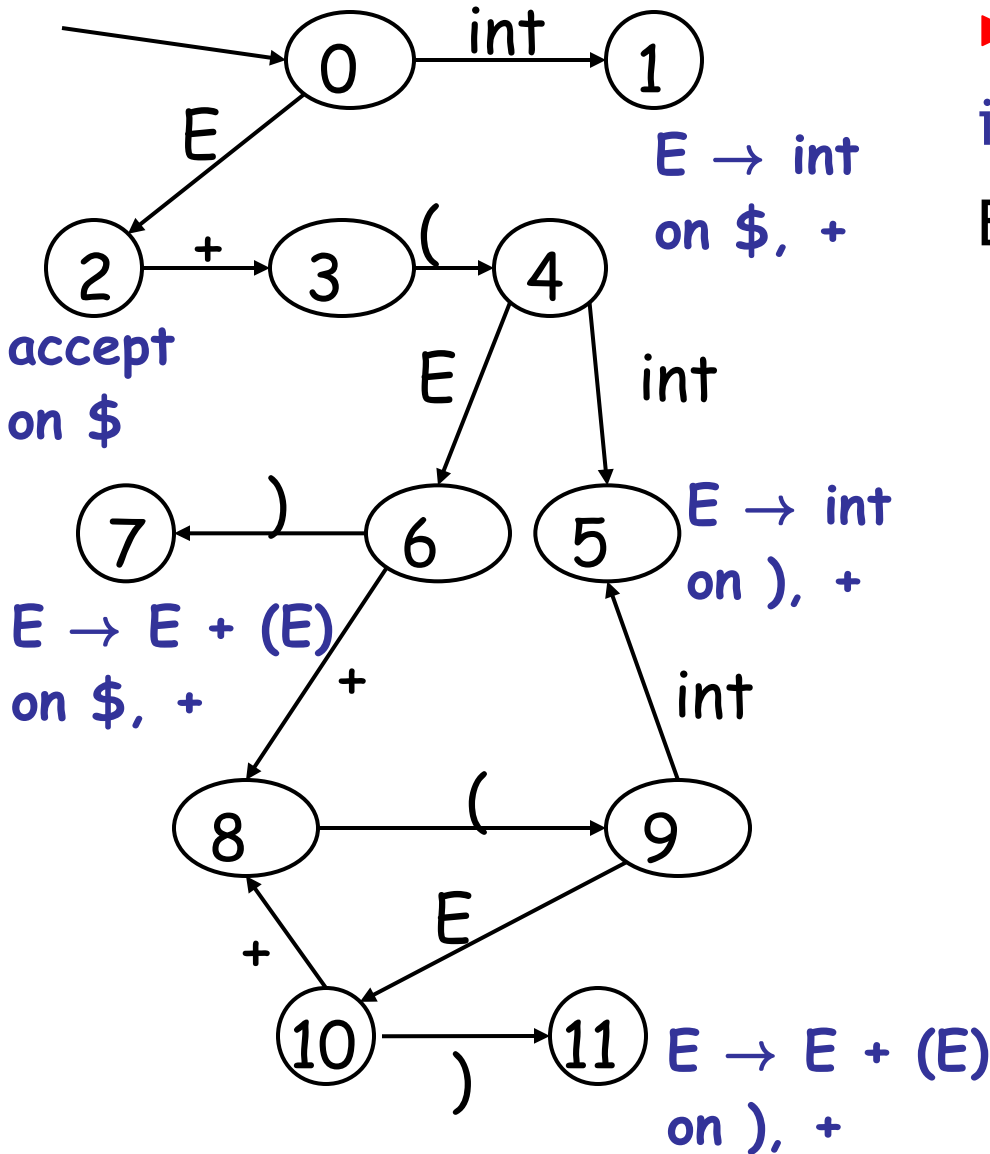 int
0
1
E
E → int
on $, +
+
(
2
3
4
accept
on $
E
int
)
7
6
5
E → int
on ), +
E → E + (E)
on $, +
+
int
(
8
9
E
+
10
11
)
E → E + (E)
on ), +